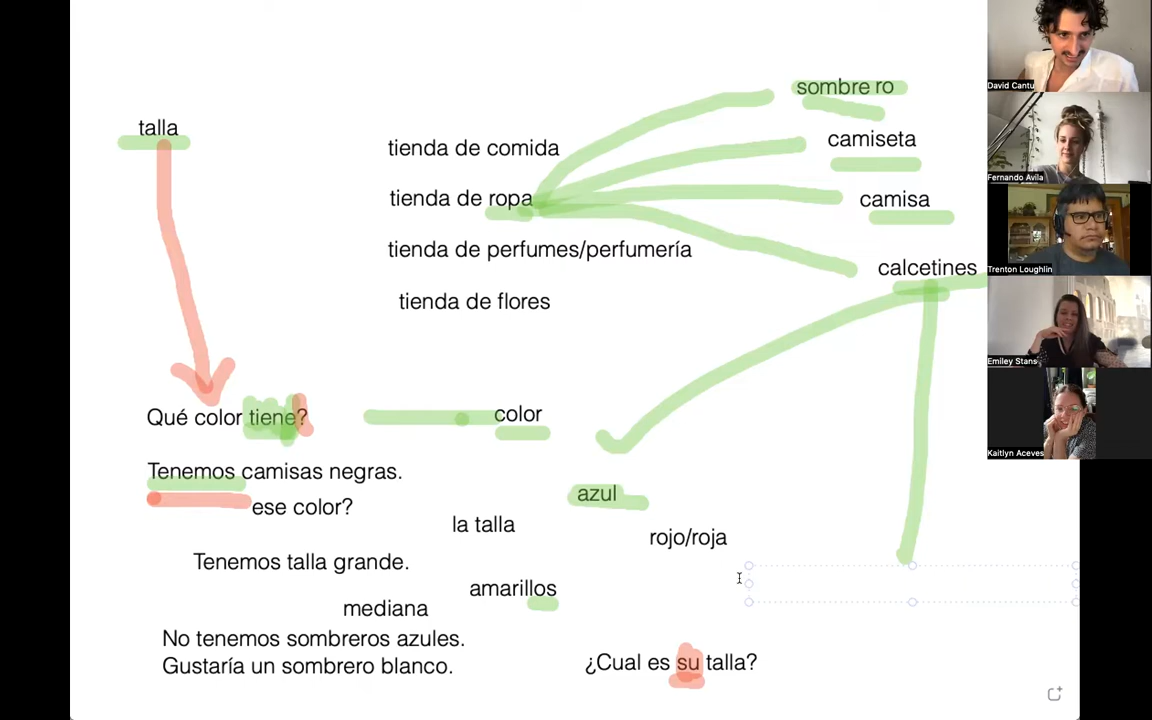 talla
tienda de comida
tienda de ropa
tienda de perfumes/perfumería
tienda de flores
sombre ro
camiseta
camisa
calcetines
Qué color tiene?
color
Tenemos camisas negras.
ese color?
azul
la talla
rojo/roja
Tenemos talla grande.
amarillos
mediana
No tenemos sombreros azules.
Gustaría un sombrero blanco.
¿Cual es su talla?
David Cantu
Fernando Avila
Trenton Loughlin
Emiley Stans
Kaitlyn Aceves